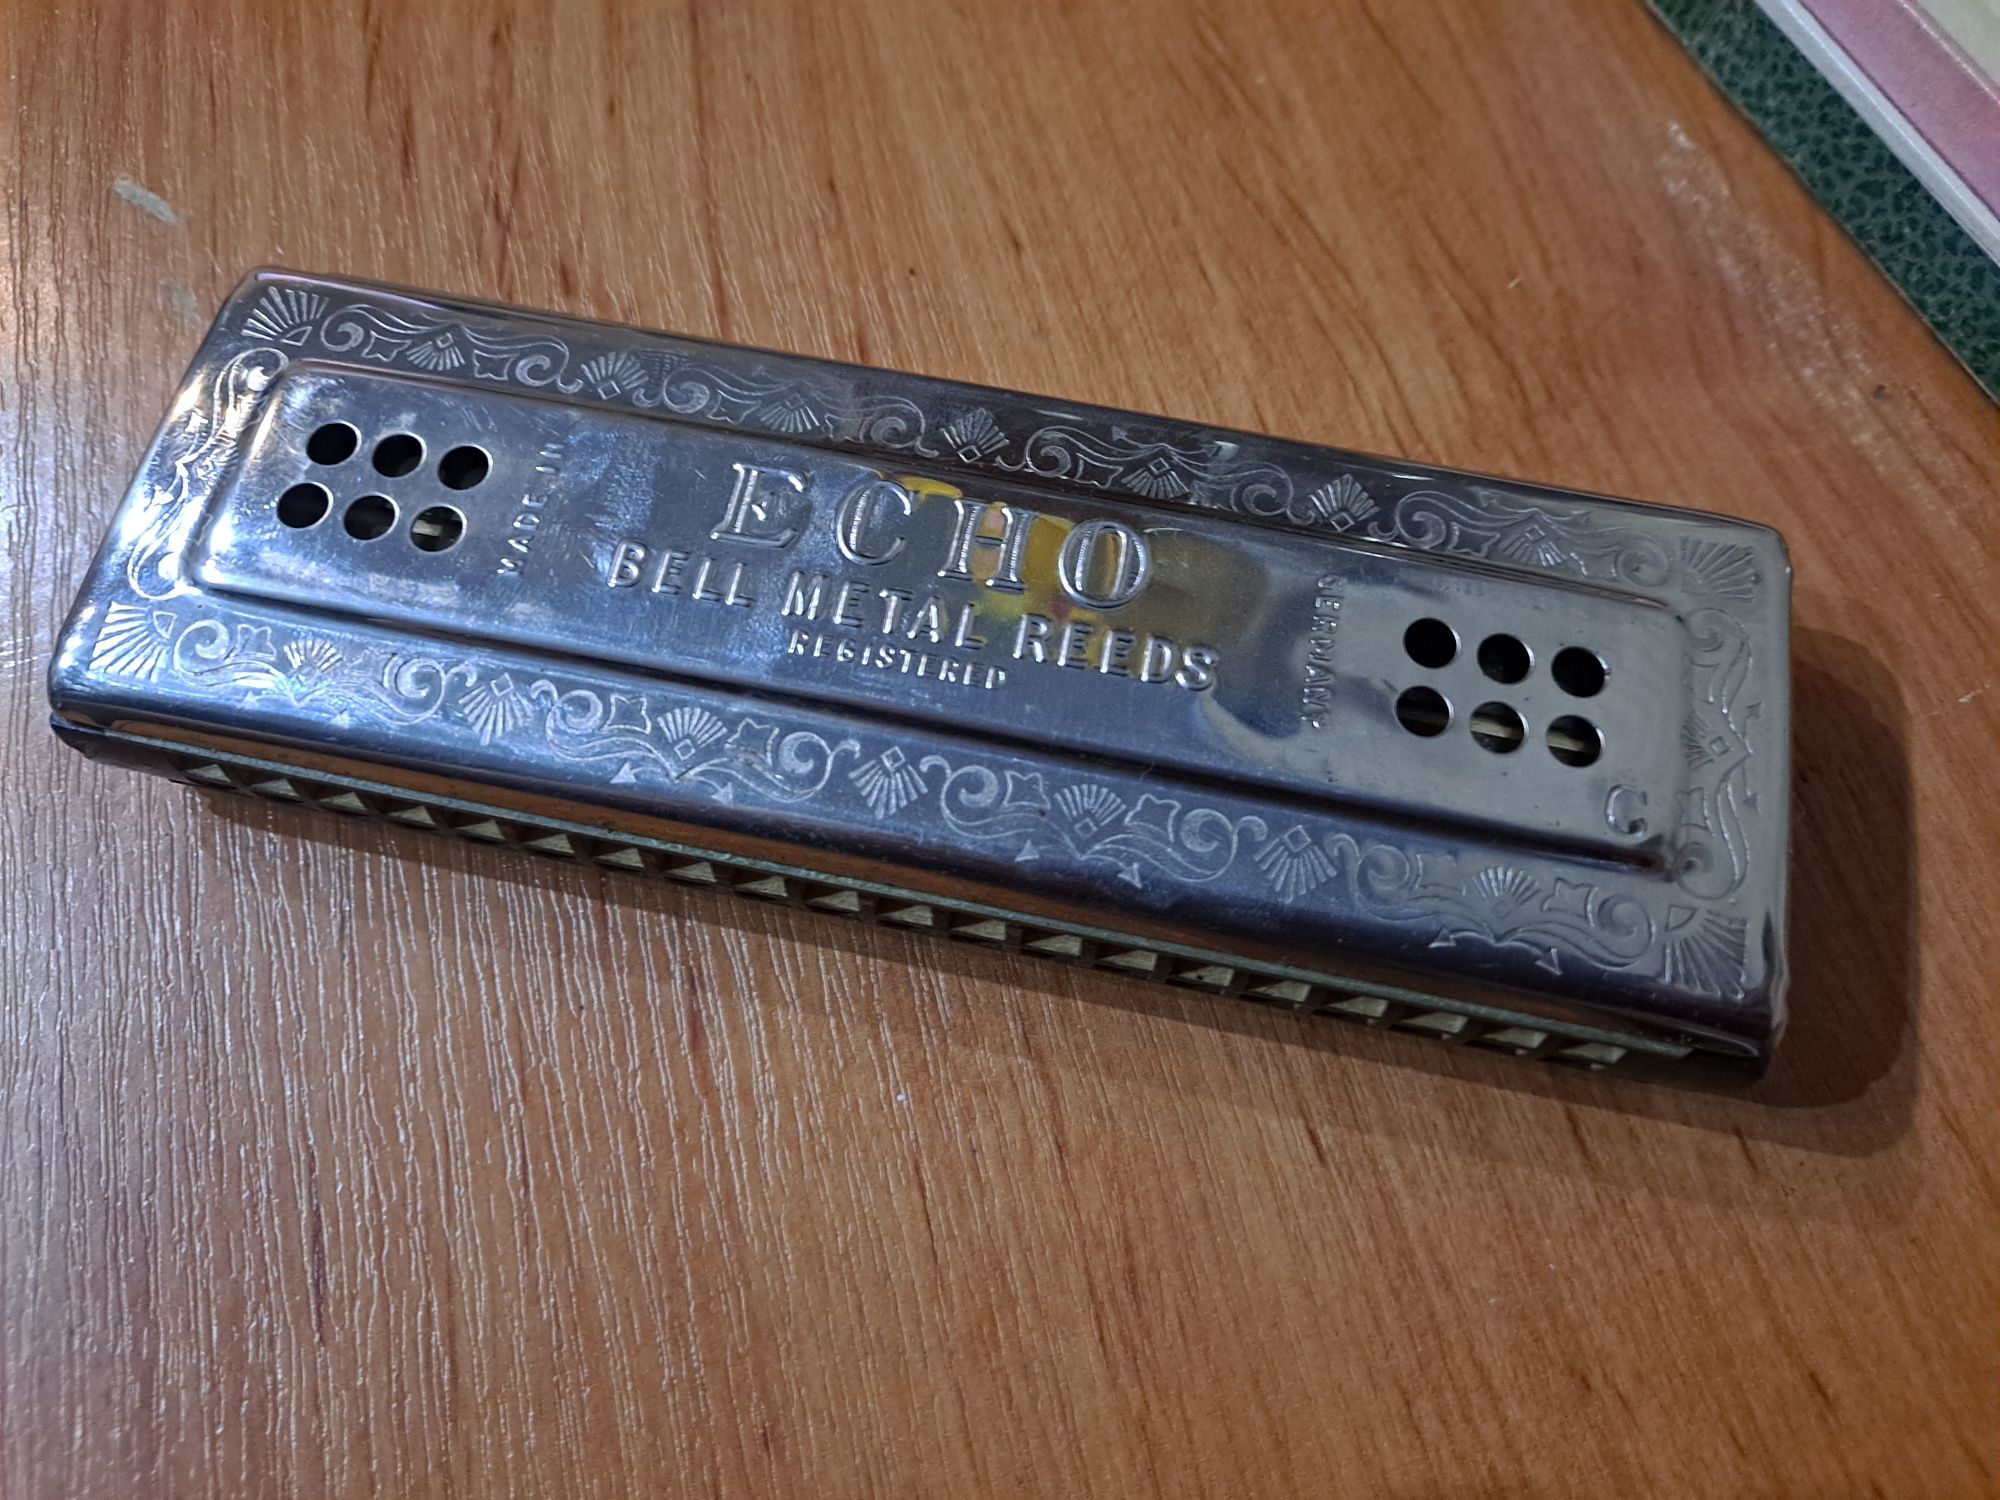 ECHO
BELL METAL REEDS
REGISTERED
MADE IN
GERMANY